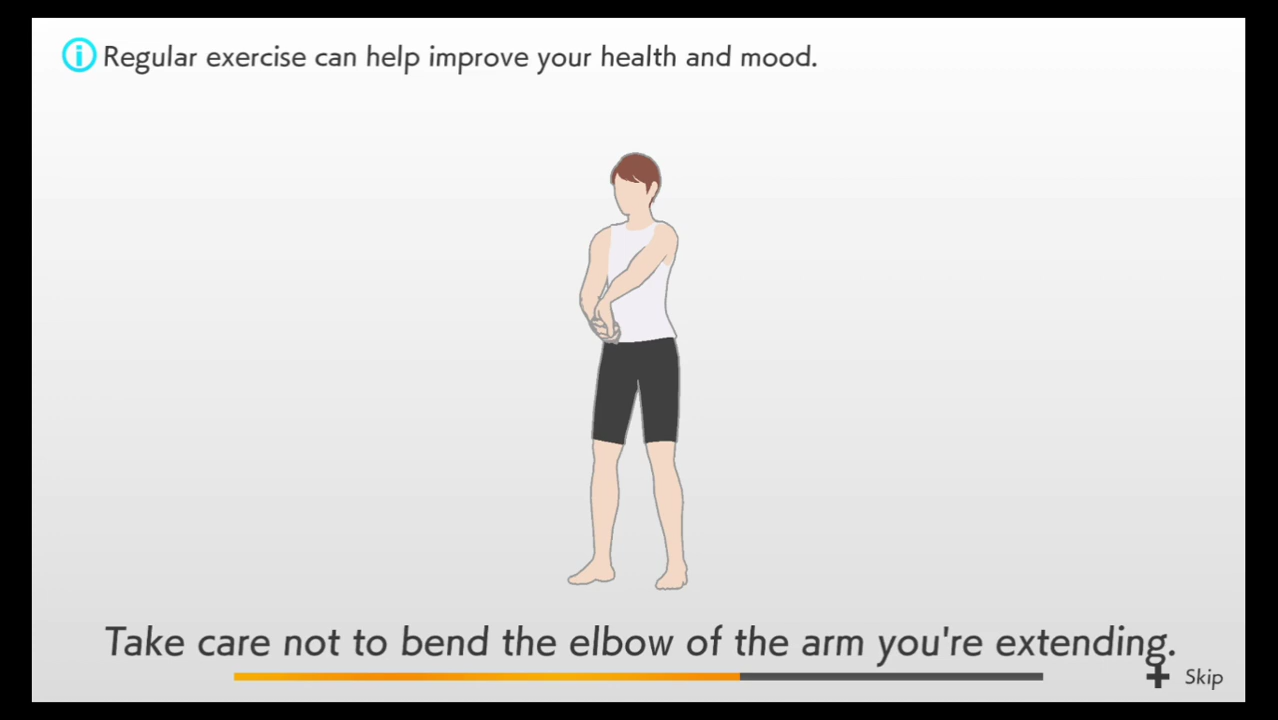 Regular exercise can help improve your health and mood.
Take care not to bend the elbow of the arm you're extending.
Skip